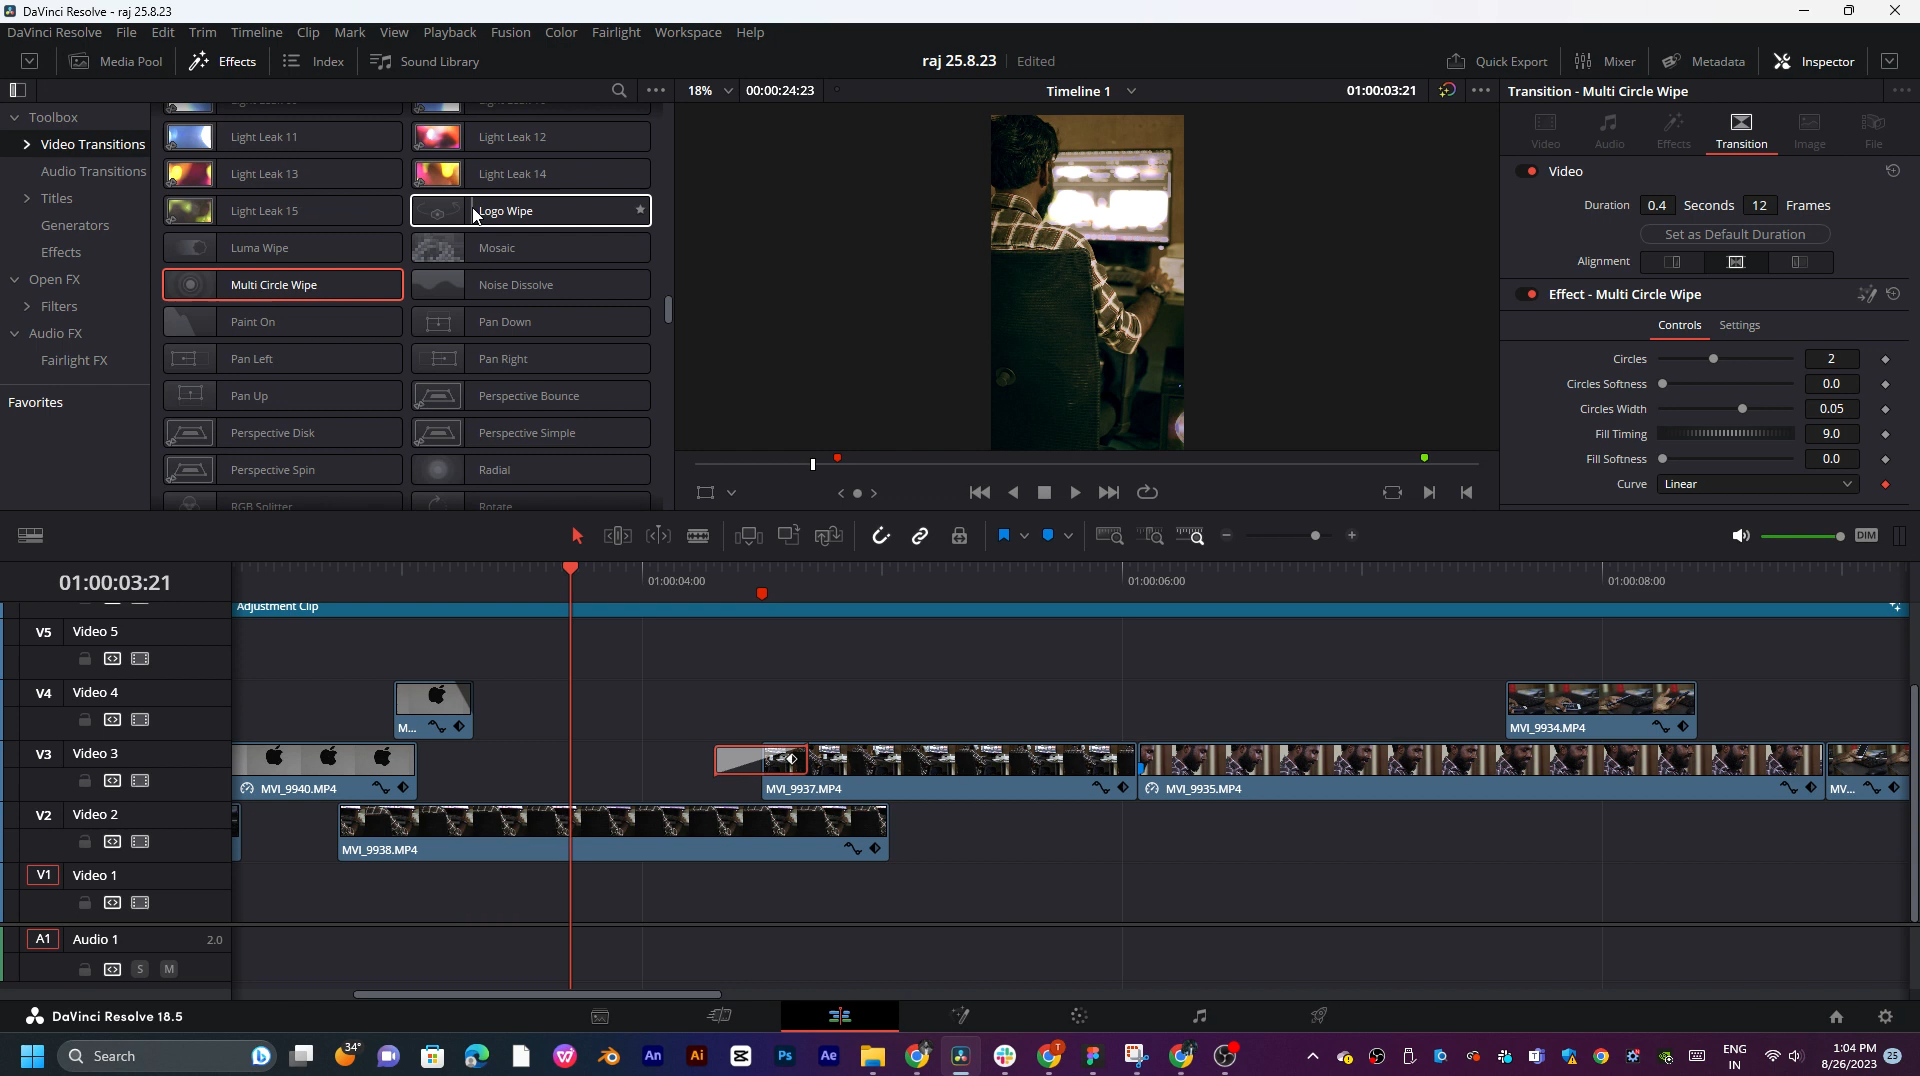 DaVinci Resolve - raj 25.8.23
DaVinci Resolve File Edit Trim Timeline Clip Mark View Playback Fusion Color Fairlight Workspace Help
Media Pool Effects Index Sound Library raj 25.8.23 Edited Quick Export Mixer Metadata Inspector
18% 00:00:24:23 Timeline 1 01:00:03:21 Transition - Multi Circle Wipe
Toolbox
Video Transitions
Audio Transitions
Titles
Generators
Effects
Open FX
Filters
Audio FX
Fairlight FX
Favorites
Light Leak 11 Light Leak 12
Light Leak 13 Light Leak 14
Light Leak 15 Logo Wipe
Luma Wipe Mosaic
Multi Circle Wipe Noise Dissolve
Paint On Pan Down
Pan Left Pan Right
Pan Up Perspective Bounce
Perspective Disk Perspective Simple
Perspective Spin Radial
RGB Splitter Rotate
Video Audio Effects Transition Image File
Video
Duration 0.4 Seconds 12 Frames
Set as Default Duration
Alignment
Effect - Multi Circle Wipe
Controls Settings
Circles 2
Circles Softness 0.0
Circles Width 0.05
Fill Timing 9.0
Fill Softness 0.0
Curve Linear
DIM
01:00:03:21 01:00:04:00 01:00:06:00 01:00:08:00
Adjustment Clip
V5 Video 5
V4 Video 4
M... MVI_9934.MP4
V3 Video 3
MVI_9940.MP4 MVI_9937.MP4 MVI_9935.MP4 MV...
V2 Video 2
MVI_9938.MP4
V1 Video 1
A1 Audio 1 2.0
S M
DaVinci Resolve 18.5
Search 34° An Ai Ps Ae T ENG
IN
1:04 PM
8/26/2023 25